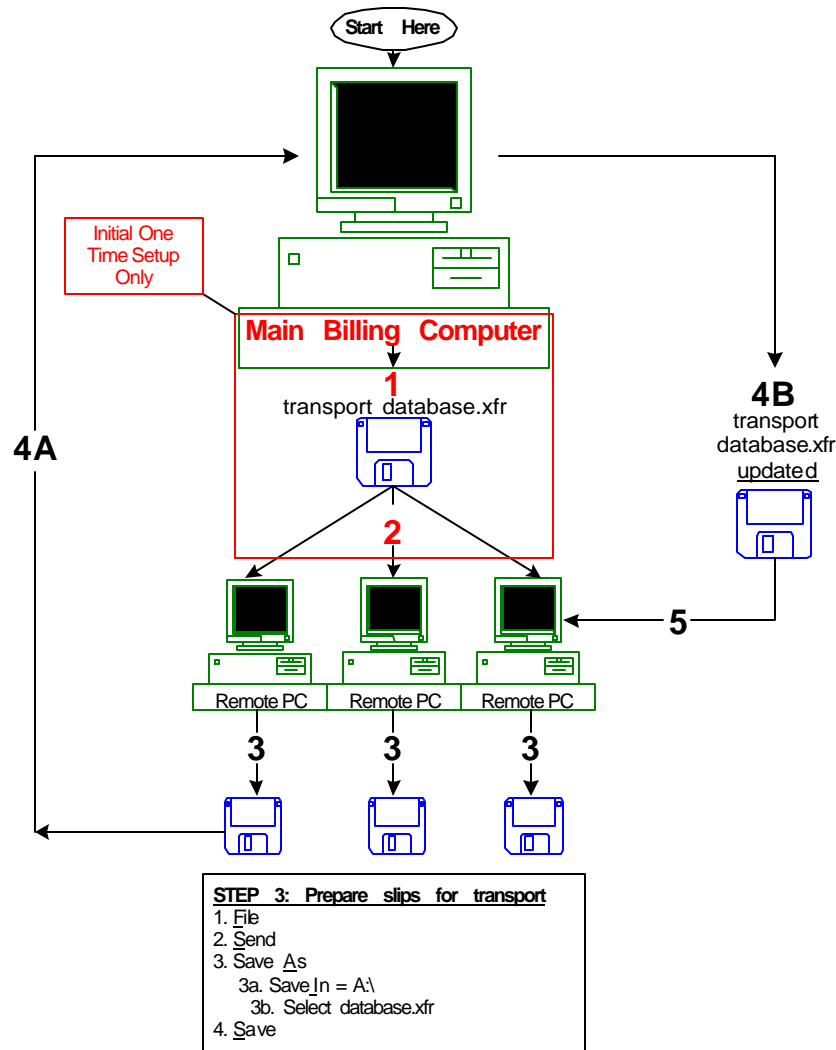 Start Here
Initial One
Time Setup
Only
Main Billing Computer
1
transport database.xfr
4A
4B
transport
database.xfr
updated
2
5
Remote PC
Remote PC
Remote PC
3
3
3
STEP 3: Prepare slips for transport
1. File
2. Send
3. Save As
3a. Save In = A:\
3b. Select database.xfr
4. Save